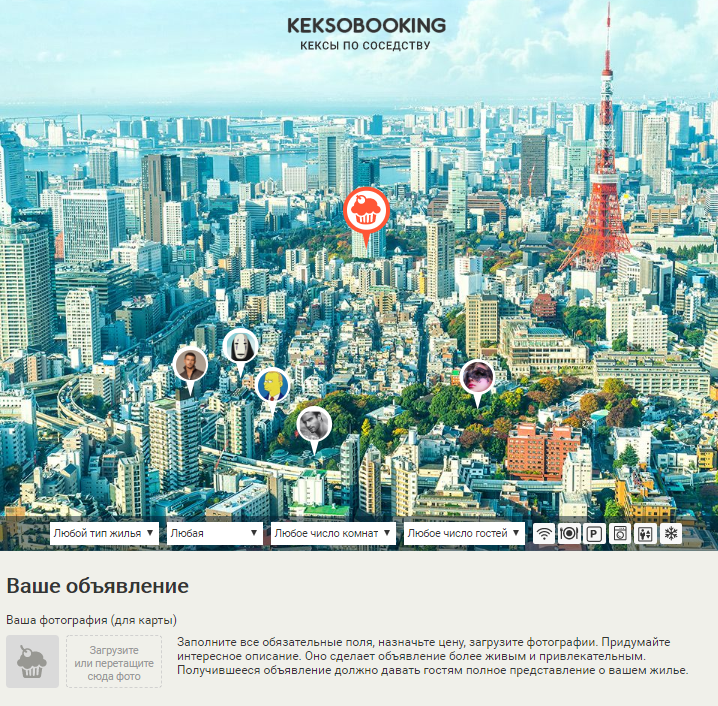 KEKSOBOOKING
КЕКСЫ ПО СОСЕДСТВУ
Любой тип жилья ▼ Любая ▼ Любое число комнат ▼ Любое число гостей ▼ P
Ваше объявление
Ваша фотография (для карты)
Загрузите
или перетащите
сюда фото
Заполните все обязательные поля, назначьте цену, загрузите фотографии. Придумайте
интересное описание. Оно сделает объявление более живым и привлекательным.
Получившееся объявление должно давать гостям полное представление о вашем жилье.